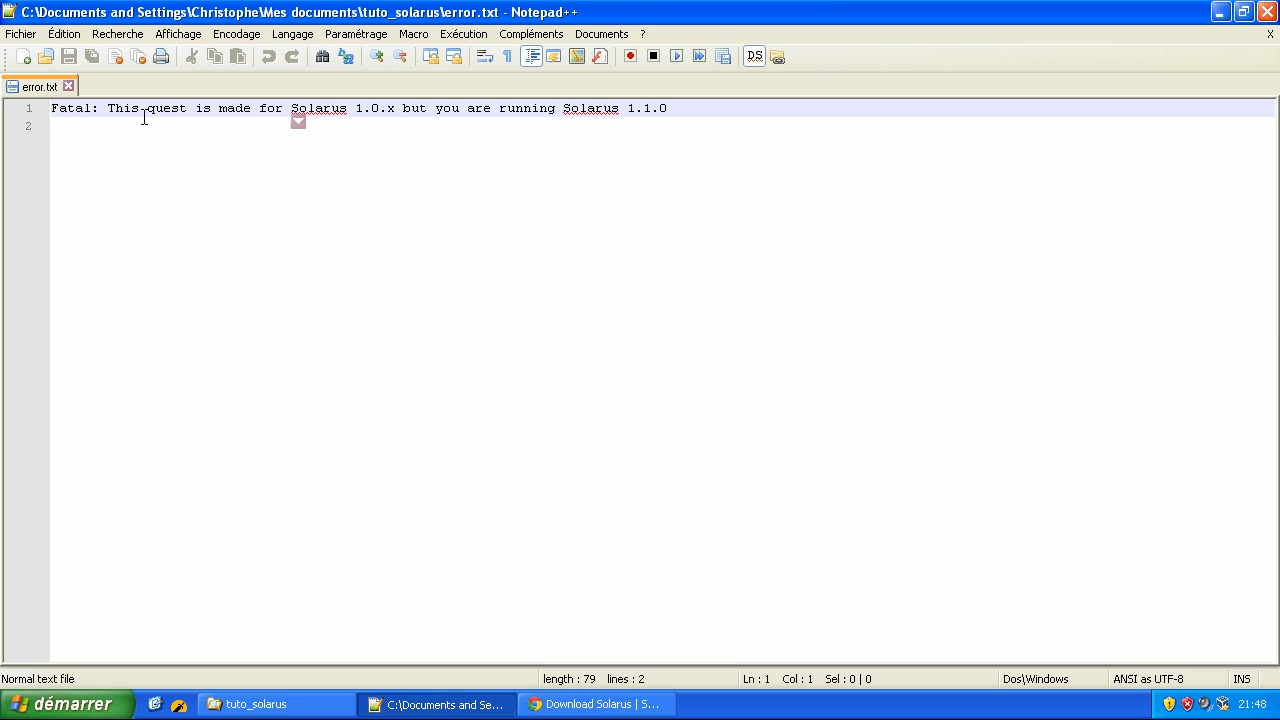 C:\Documents and Settings\Christophe\Mes documents\tuto_solarus\error.txt - Notepad++
Fichier Édition Recherche Affichage Encodage Langage Paramétrage Macro Exécution Compléments Documents ? X
DS
error.txt
1 Fatal: This quest is made for Solarus 1.0.x but you are running Solarus 1.1.0
2
Normal text file length : 79 lines : 2 Ln : 1 Col : 1 Sel : 0 | 0 Dos\Windows ANSI as UTF-8 INS
démarrer tuto_solarus C:\Documents and Se... Download Solarus | S... 21:48